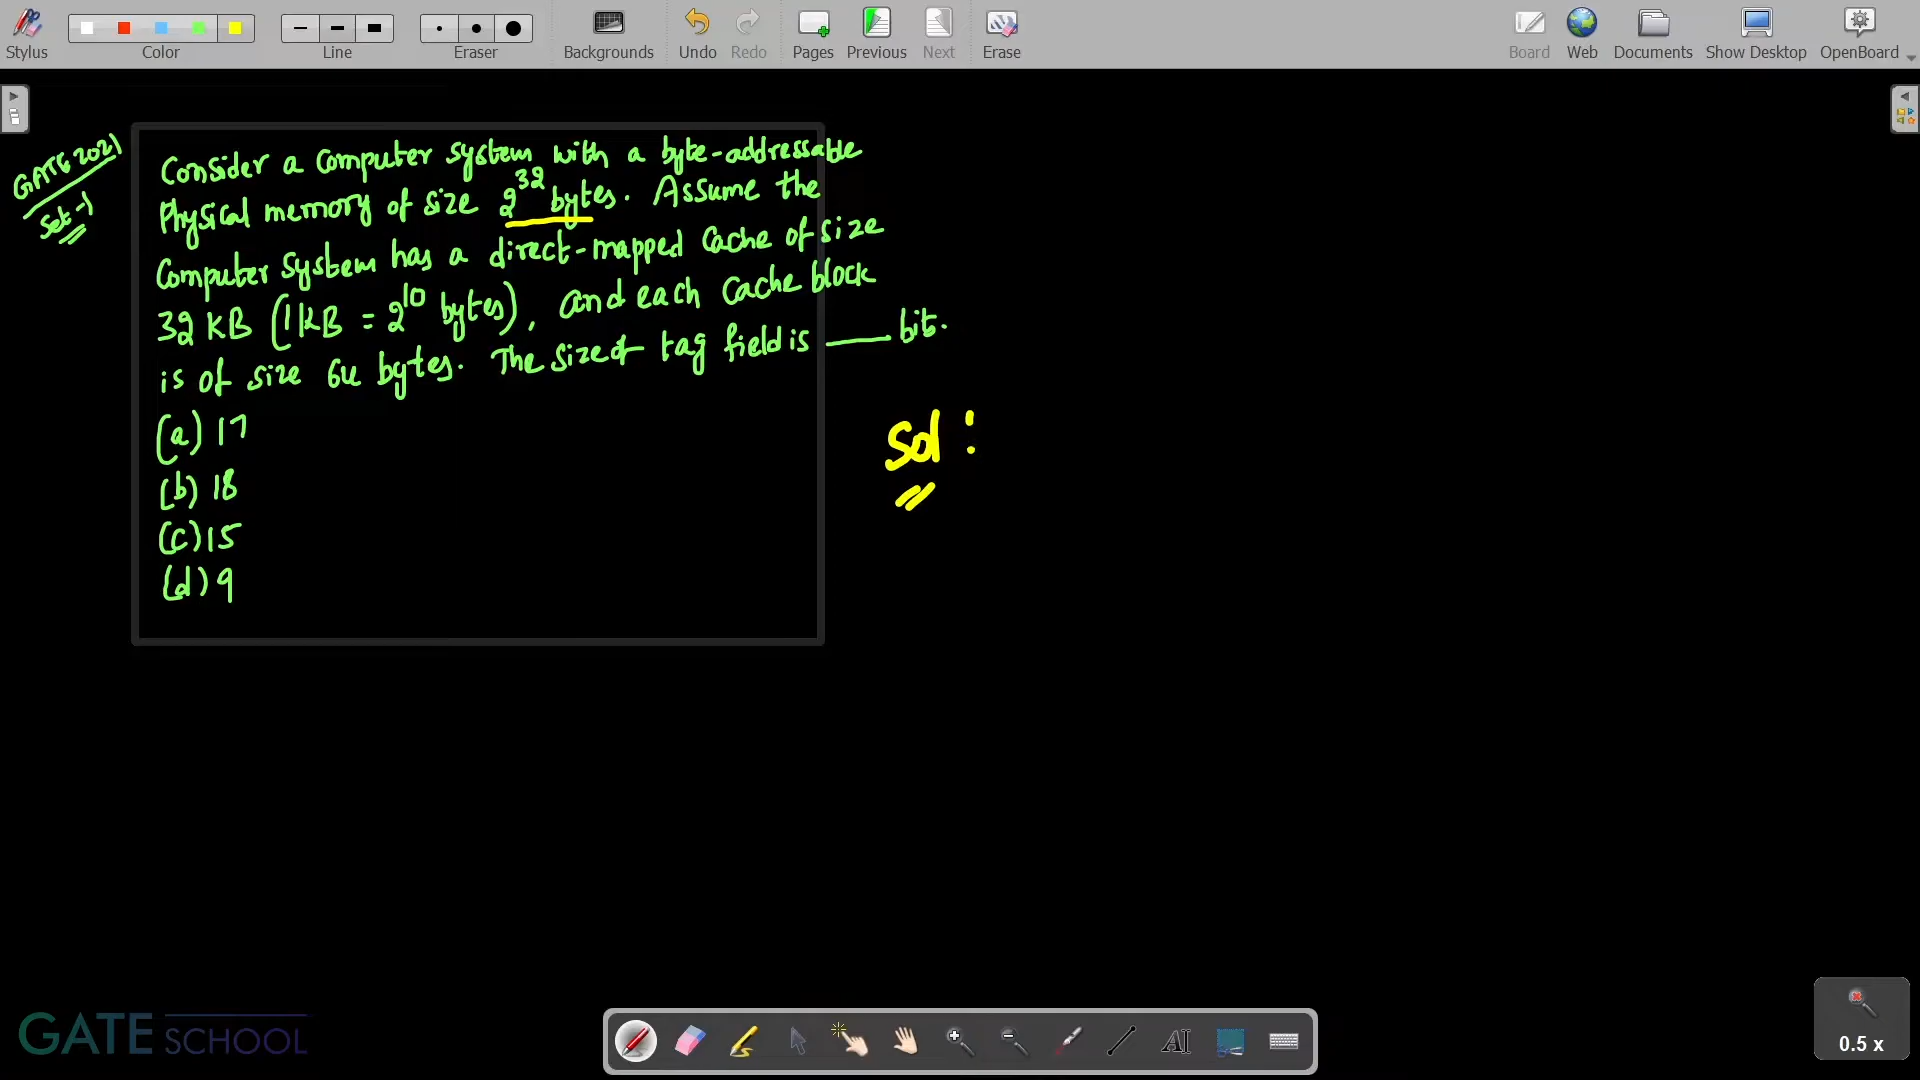 Stylus
Color
Line
Eraser
Backgrounds
Undo
Redo
Pages
Previous
Next
Erase
Board
Web
Documents
Show Desktop
OpenBoard
GATE 2021
Set-1
Consider a computer system with a byte-addressable
Physical memory of size 2^32 bytes. Assume the
Computer System has a direct-mapped Cache of size
32 KB (1KB = 2^10 bytes), and each Cache block
is of size 64 bytes. The size of tag field is ____ bit.
(a) 17
(b) 18
(c) 15
(d) 9
Sol :
GATE SCHOOL
0.5 x